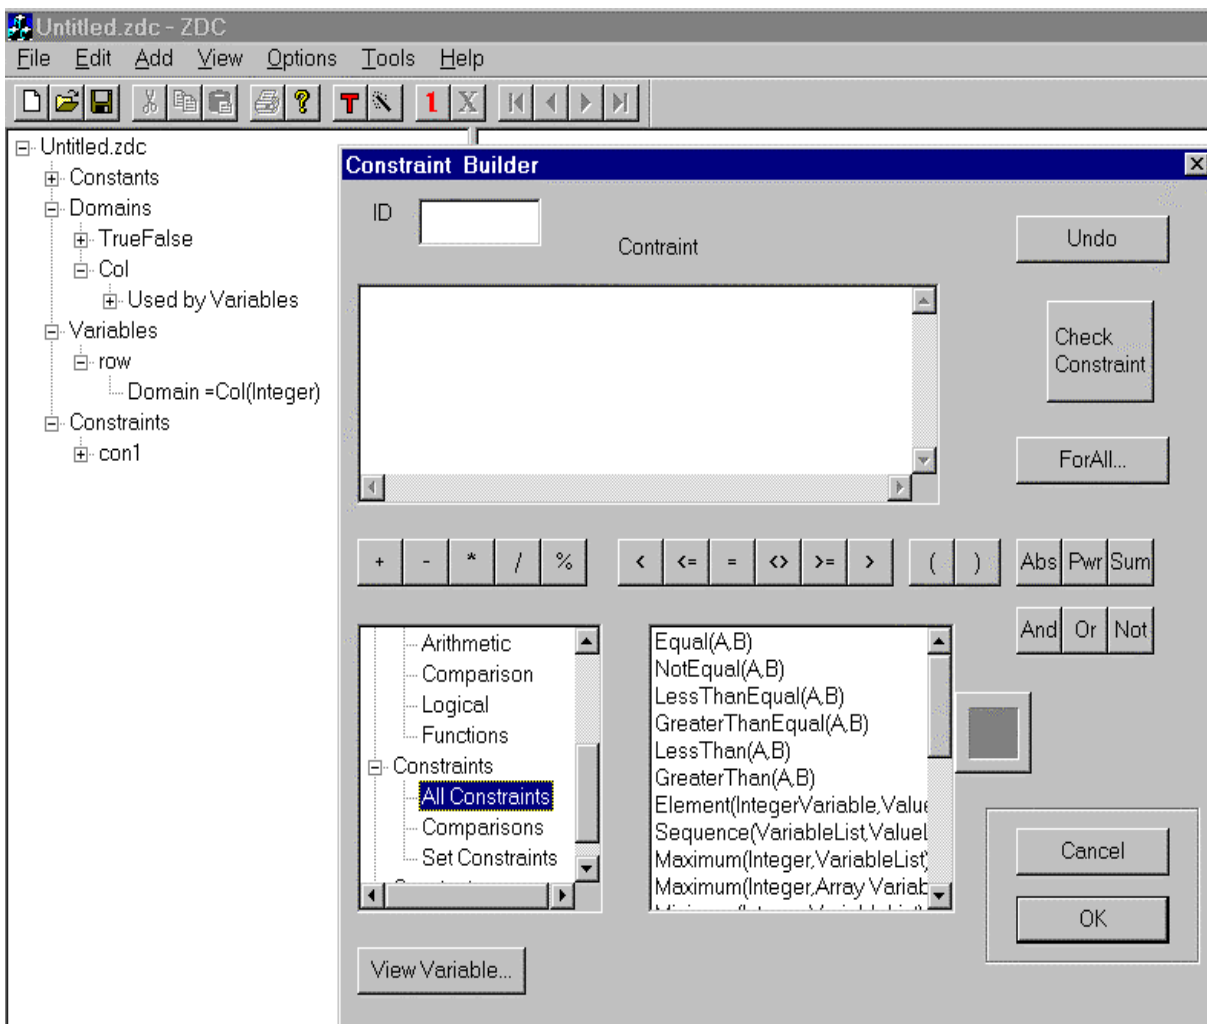 Untitled.zdc - ZDC
File Edit Add View Options Tools Help
T 1 X
Untitled.zdc
Constants
Domains
TrueFalse
Col
Used by Variables
Variables
row
Domain =Col(Integer)
Constraints
con1
Constraint Builder
ID
Contraint
Undo
Check
Constraint
ForAll...
+ - * / % < <= = <> >= > ( ) Abs Pwr Sum
And Or Not
Arithmetic
Comparison
Logical
Functions
Constraints
All Constraints
Comparisons
Set Constraints
Equal(A,B)
NotEqual(A,B)
LessThanEqual(A,B)
GreaterThanEqual(A,B)
LessThan(A,B)
GreaterThan(A,B)
Element(IntegerVariable,Value
Sequence(VariableList,ValueL
Maximum(Integer,VariableList)
Maximum(Integer,Array Variab
Cancel
OK
View Variable...